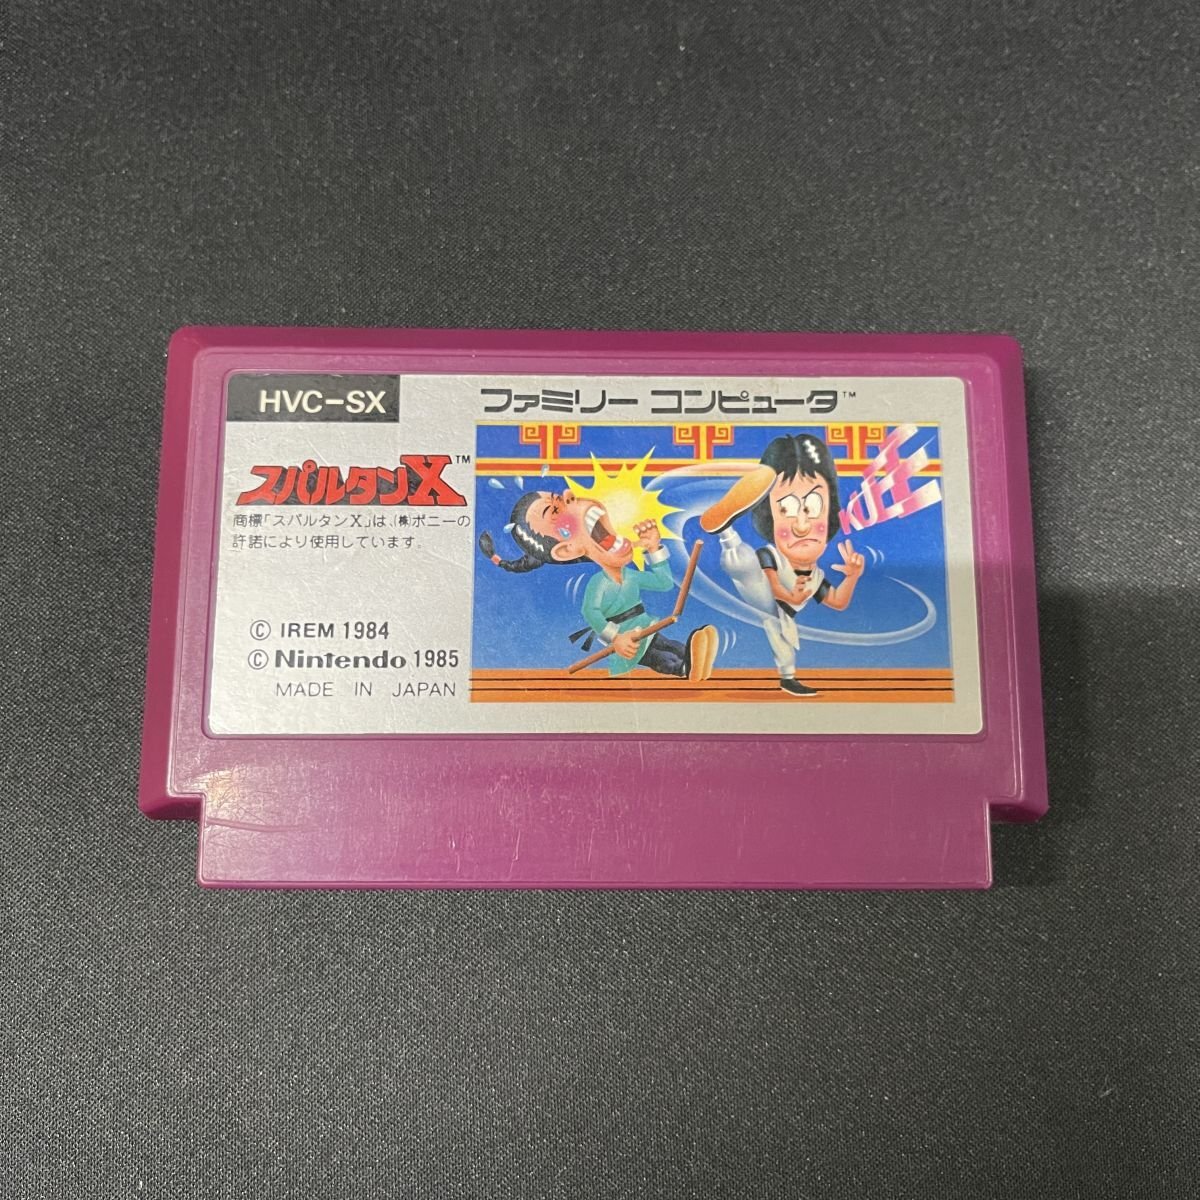 HVC-SX
ファミリー コンピュータ™
スパルタンX™
商標「スパルタンX」は、(株)ポニーの
許諾により使用しています。
© IREM 1984
© Nintendo 1985
MADE IN JAPAN